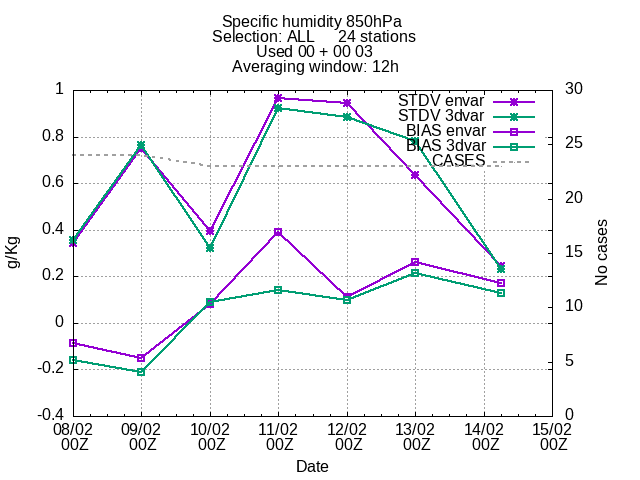 Specific humidity 850hPa
Selection: ALL 24 stations
Used 00 + 00 03
Averaging window: 12h
STDV envar
STDV 3dvar
BIAS envar
BIAS 3dvar
CASES
1
0.8
0.6
0.4
0.2
0
-0.2
-0.4
g/Kg
30
25
20
15
10
5
0
No cases
08/02 09/02 10/02 11/02 12/02 13/02 14/02 15/02
00Z 00Z 00Z 00Z 00Z 00Z 00Z 00Z
Date